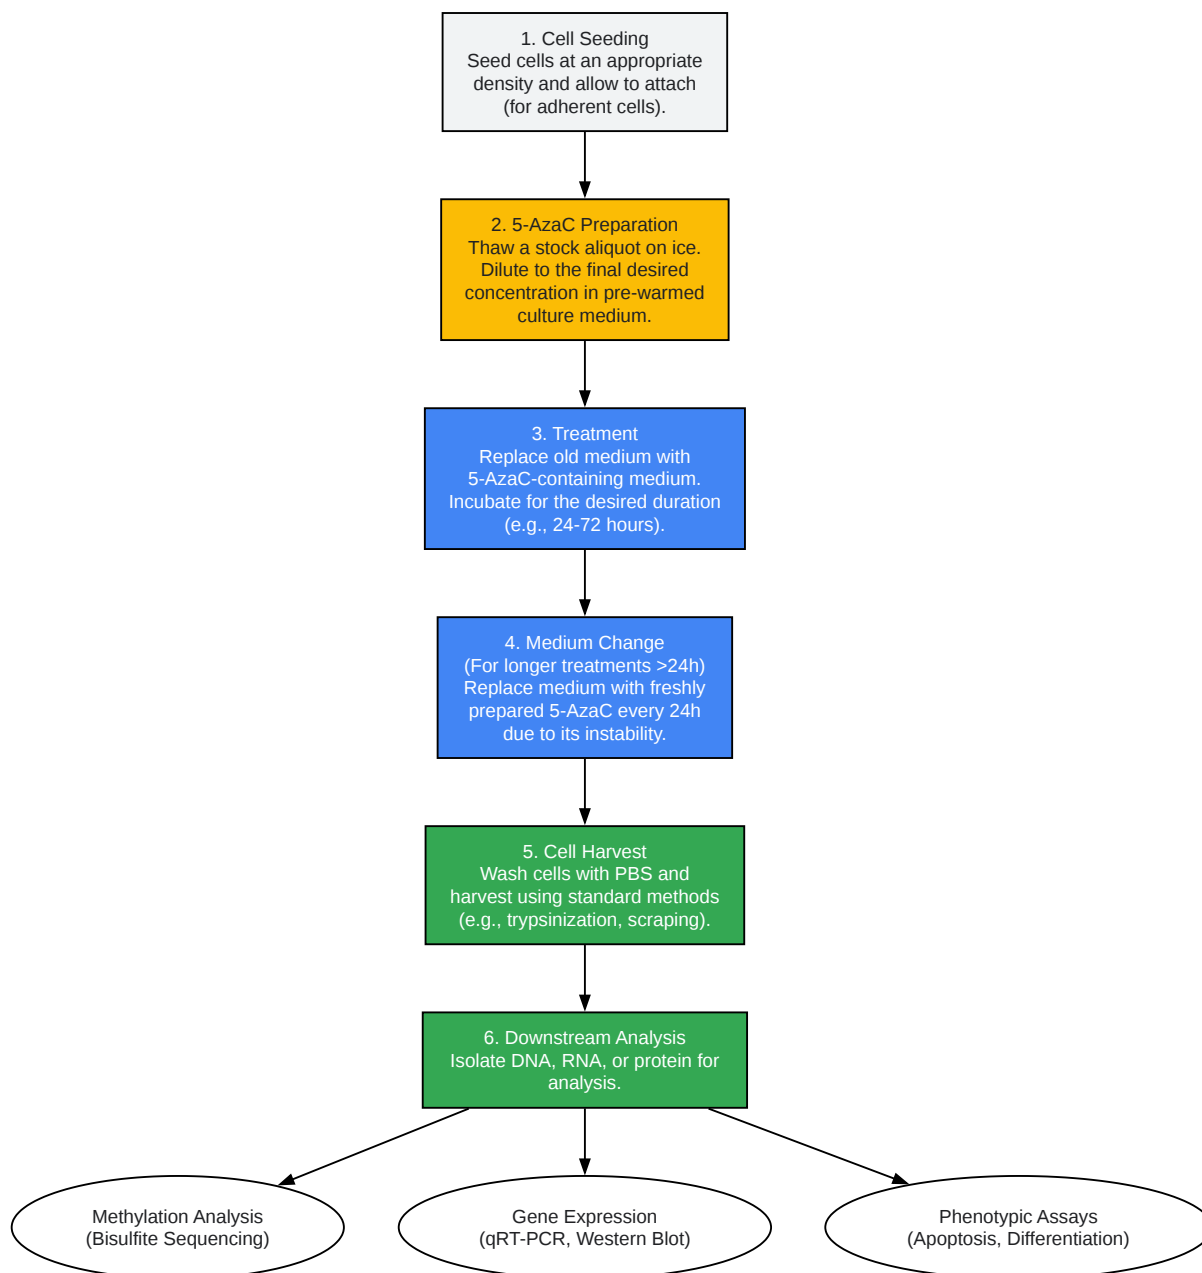 1. Cell Seeding
Seed cells at an appropriate
density and allow to attach
(for adherent cells).
2. 5-AzaC Preparation
Thaw a stock aliquot on ice.
Dilute to the final desired
concentration in pre-warmed
culture medium.
3. Treatment
Replace old medium with
5-AzaC-containing medium.
Incubate for the desired duration
(e.g., 24-72 hours).
4. Medium Change
(For longer treatments >24h)
Replace medium with freshly
prepared 5-AzaC every 24h
due to its instability.
5. Cell Harvest
Wash cells with PBS and
harvest using standard methods
(e.g., trypsinization, scraping).
6. Downstream Analysis
Isolate DNA, RNA, or protein for
analysis.
Methylation Analysis
(Bisulfite Sequencing)
Gene Expression
(qRT-PCR, Western Blot)
Phenotypic Assays
(Apoptosis, Differentiation)